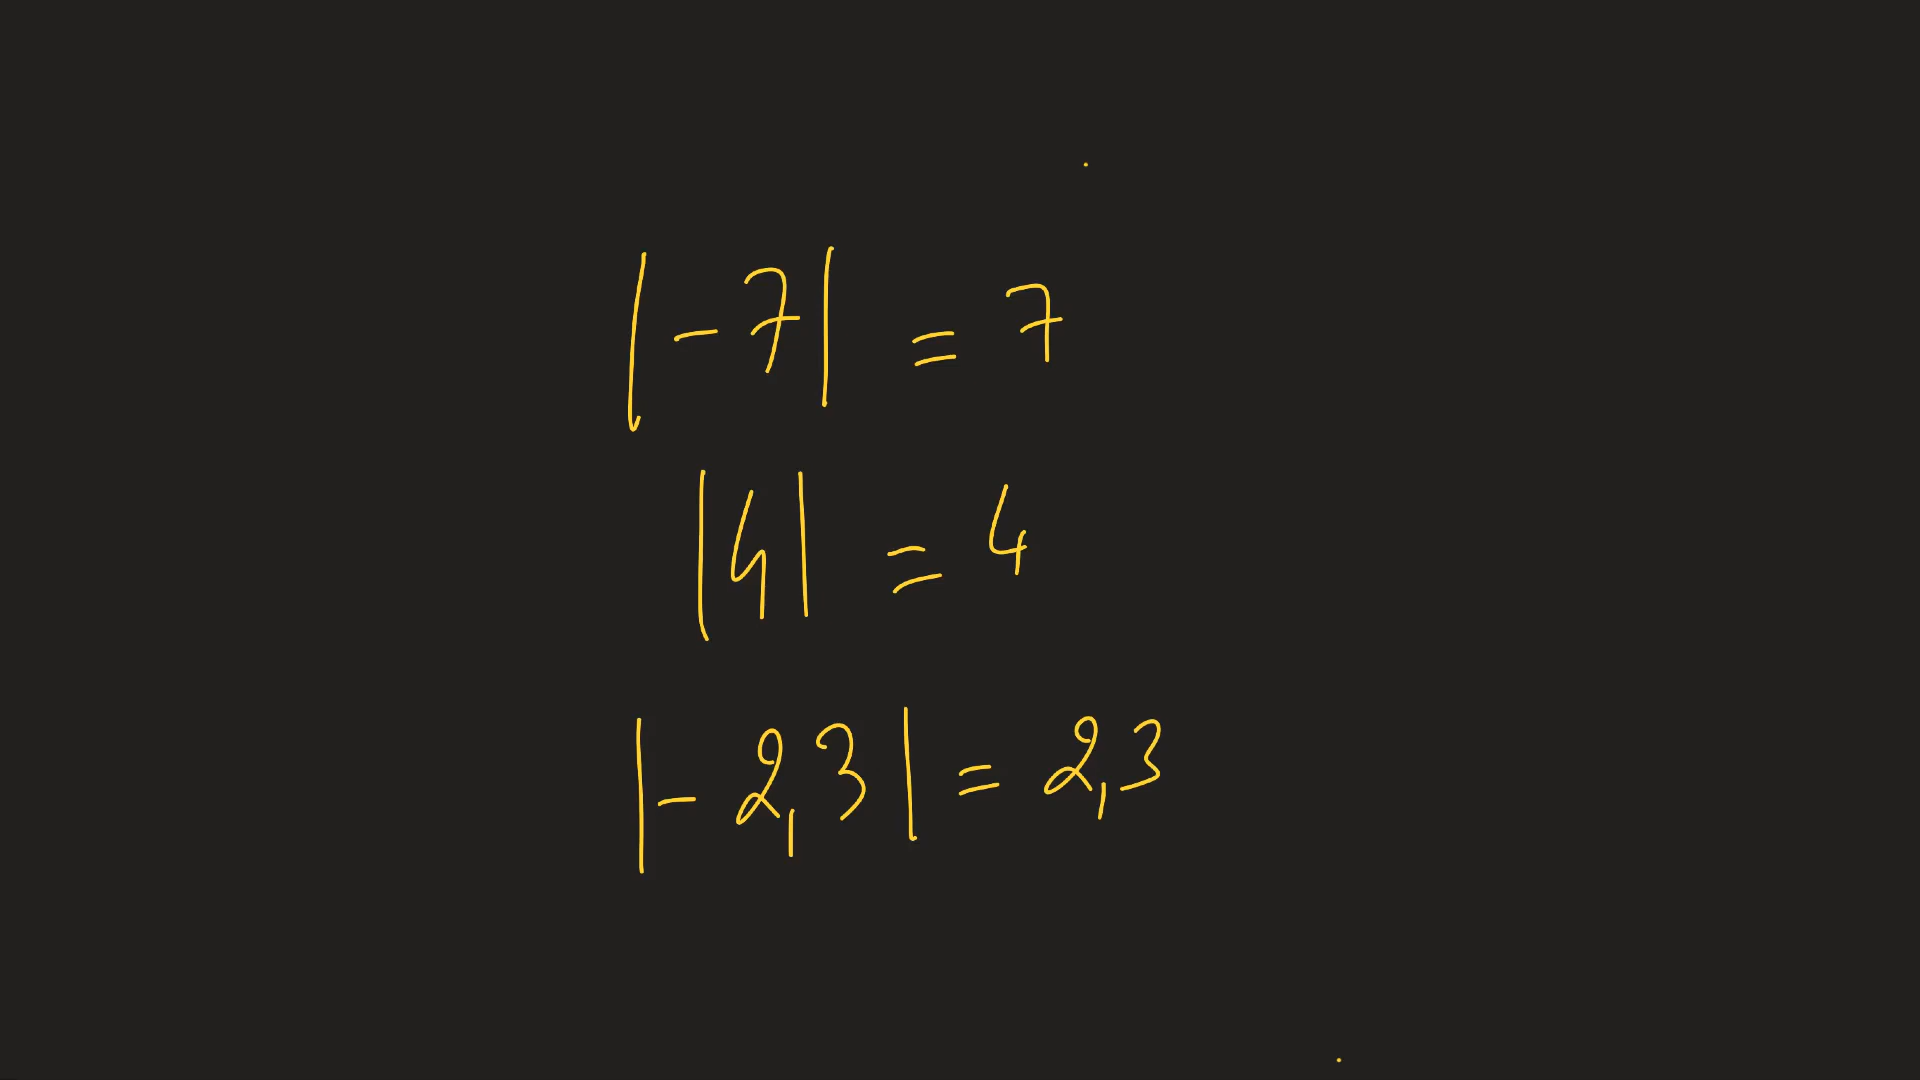 |-7| = 7
|4| = 4
|-2,3| = 2,3